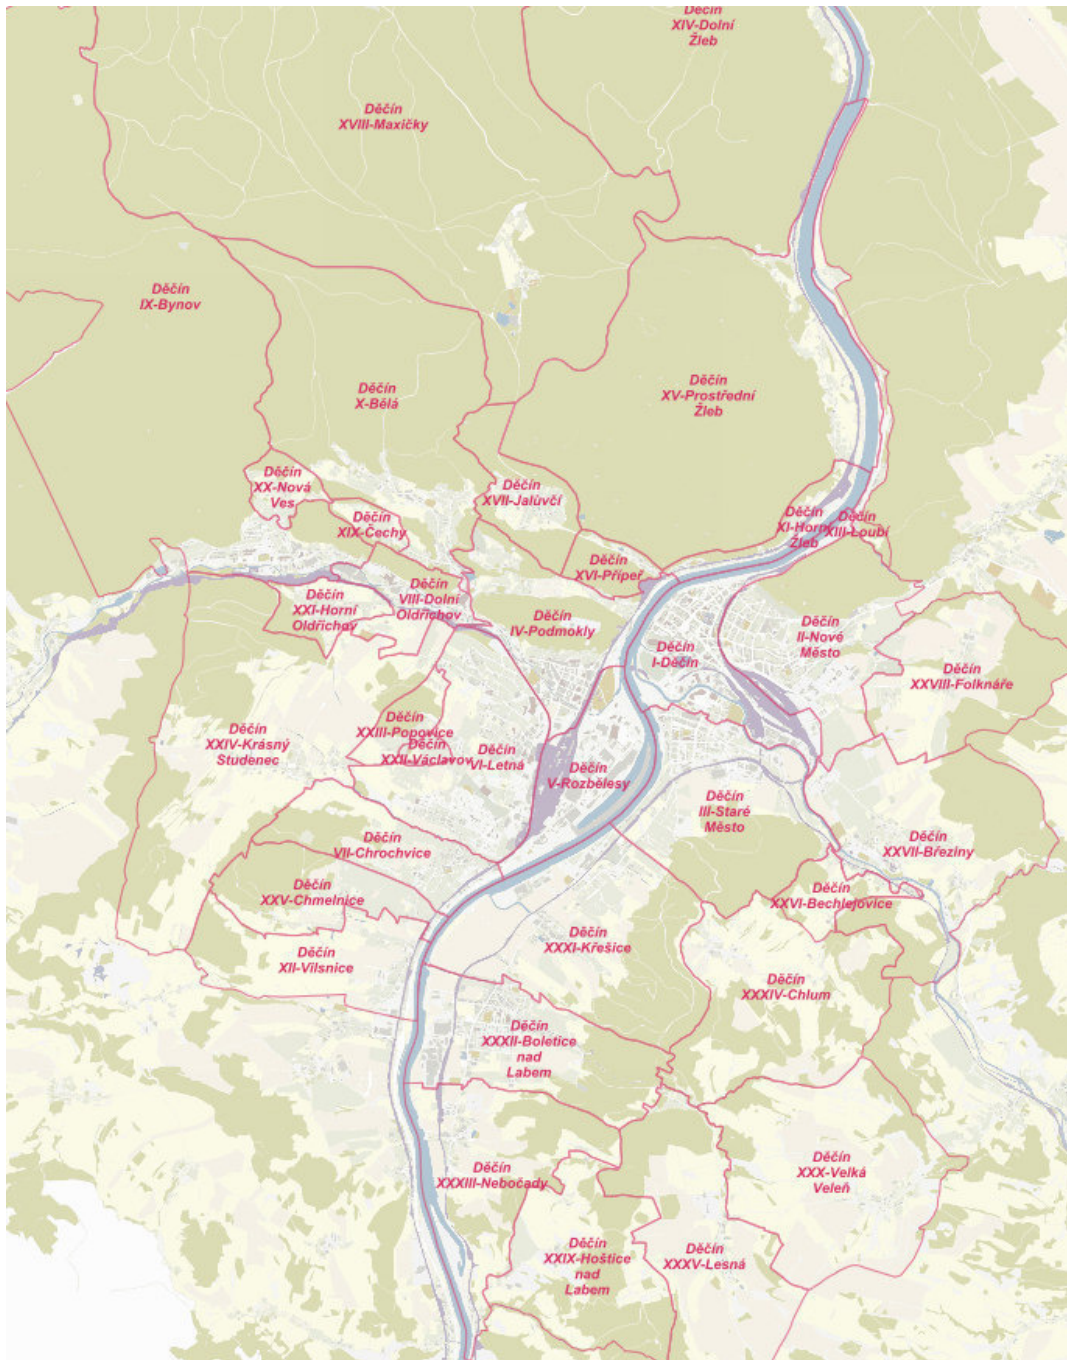 Děčín
XIV-Dolní
Žleb
Děčín
XVIII-Maxičky
Děčín
IX-Bynov
Děčín
X-Bělá
Děčín
XV-Prostřední
Žleb
Děčín
XX-Nová
Ves
Děčín
XVII-Jalůvčí
Děčín
XIX-Čechy
Děčín
XI-Horní
Žleb
Děčín
XIII-Loubí
Děčín
XVI-Přípeř
Děčín
VIII-Dolní
Oldřichov
Děčín
XXI-Horní
Oldřichov
Děčín
IV-Podmokly
Děčín
II-Nové
Město
Děčín
I-Děčín
Děčín
XXVIII-Folknáře
Děčín
XXIII-Popovice
Děčín
XXIV-Krásný
Studenec
Děčín
XXII-Václavov
Děčín
VI-Letná
Děčín
V-Rozbělesy
Děčín
III-Staré
Město
Děčín
VII-Chrochvice
Děčín
XXVII-Březiny
Děčín
XXV-Chmelnice
Děčín
XXVI-Bechlejovice
Děčín
XXXI-Křešice
Děčín
XII-Vilsnice
Děčín
XXXIV-Chlum
Děčín
XXXII-Boletice
nad
Labem
Děčín
XXX-Velká
Veleň
Děčín
XXXIII-Nebočady
Děčín
XXIX-Hoštice
nad
Labem
Děčín
XXXV-Lesná